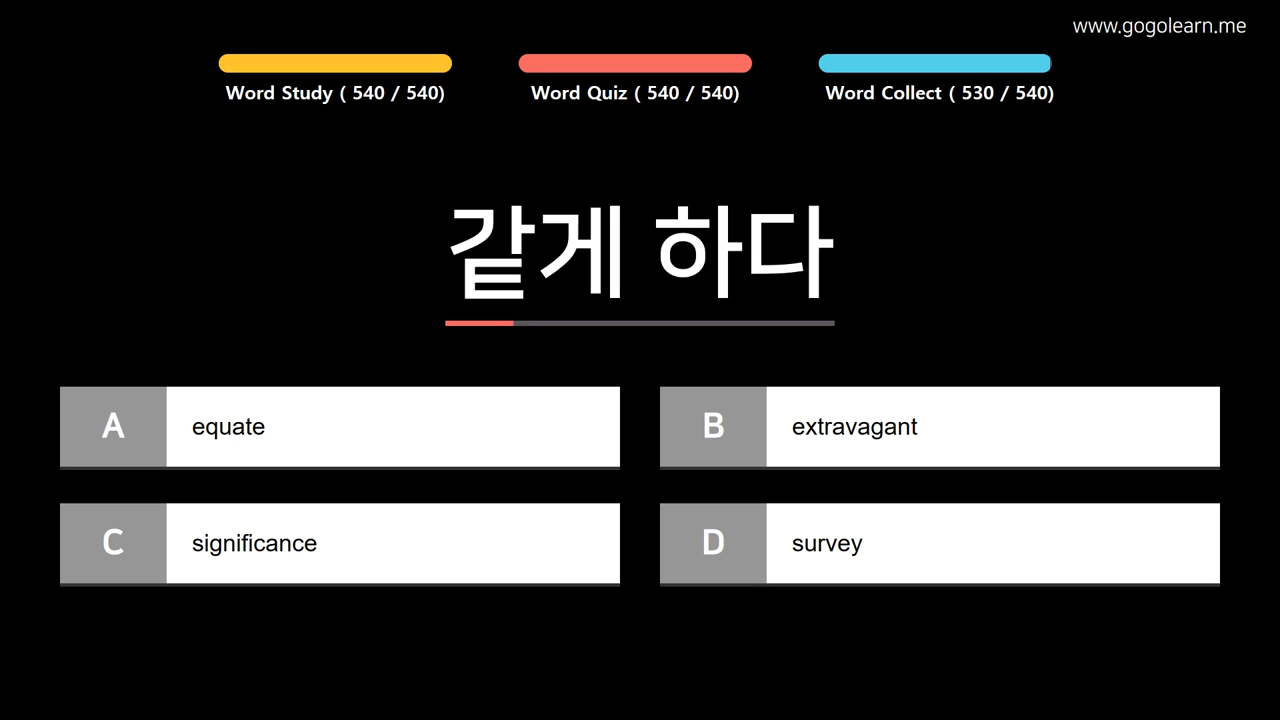 www.gogolearn.me
Word Study ( 540 / 540)
Word Quiz ( 540 / 540)
Word Collect ( 530 / 540)
같게 하다
A
equate
B
extravagant
C
significance
D
survey